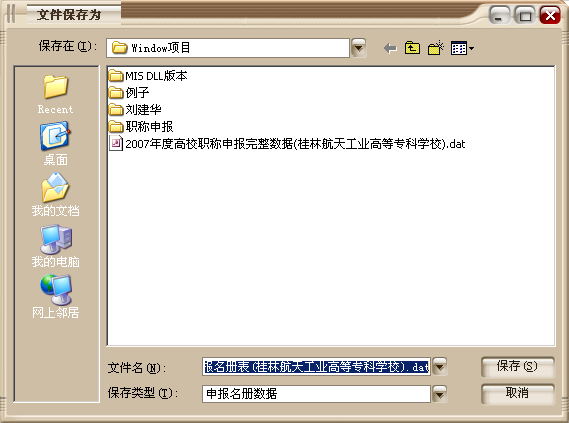 文件保存为
保存在(I): Window项目
MIS DLL版本
例子
刘建华
职称申报
2007年度高校职称申报完整数据(桂林航天工业高等专科学校).dat
Recent
桌面
我的文档
我的电脑
网上邻居
文件名(N): 报名册表(桂林航天工业高等专科学校).dat
保存(S)
保存类型(T): 申报名册数据
取消